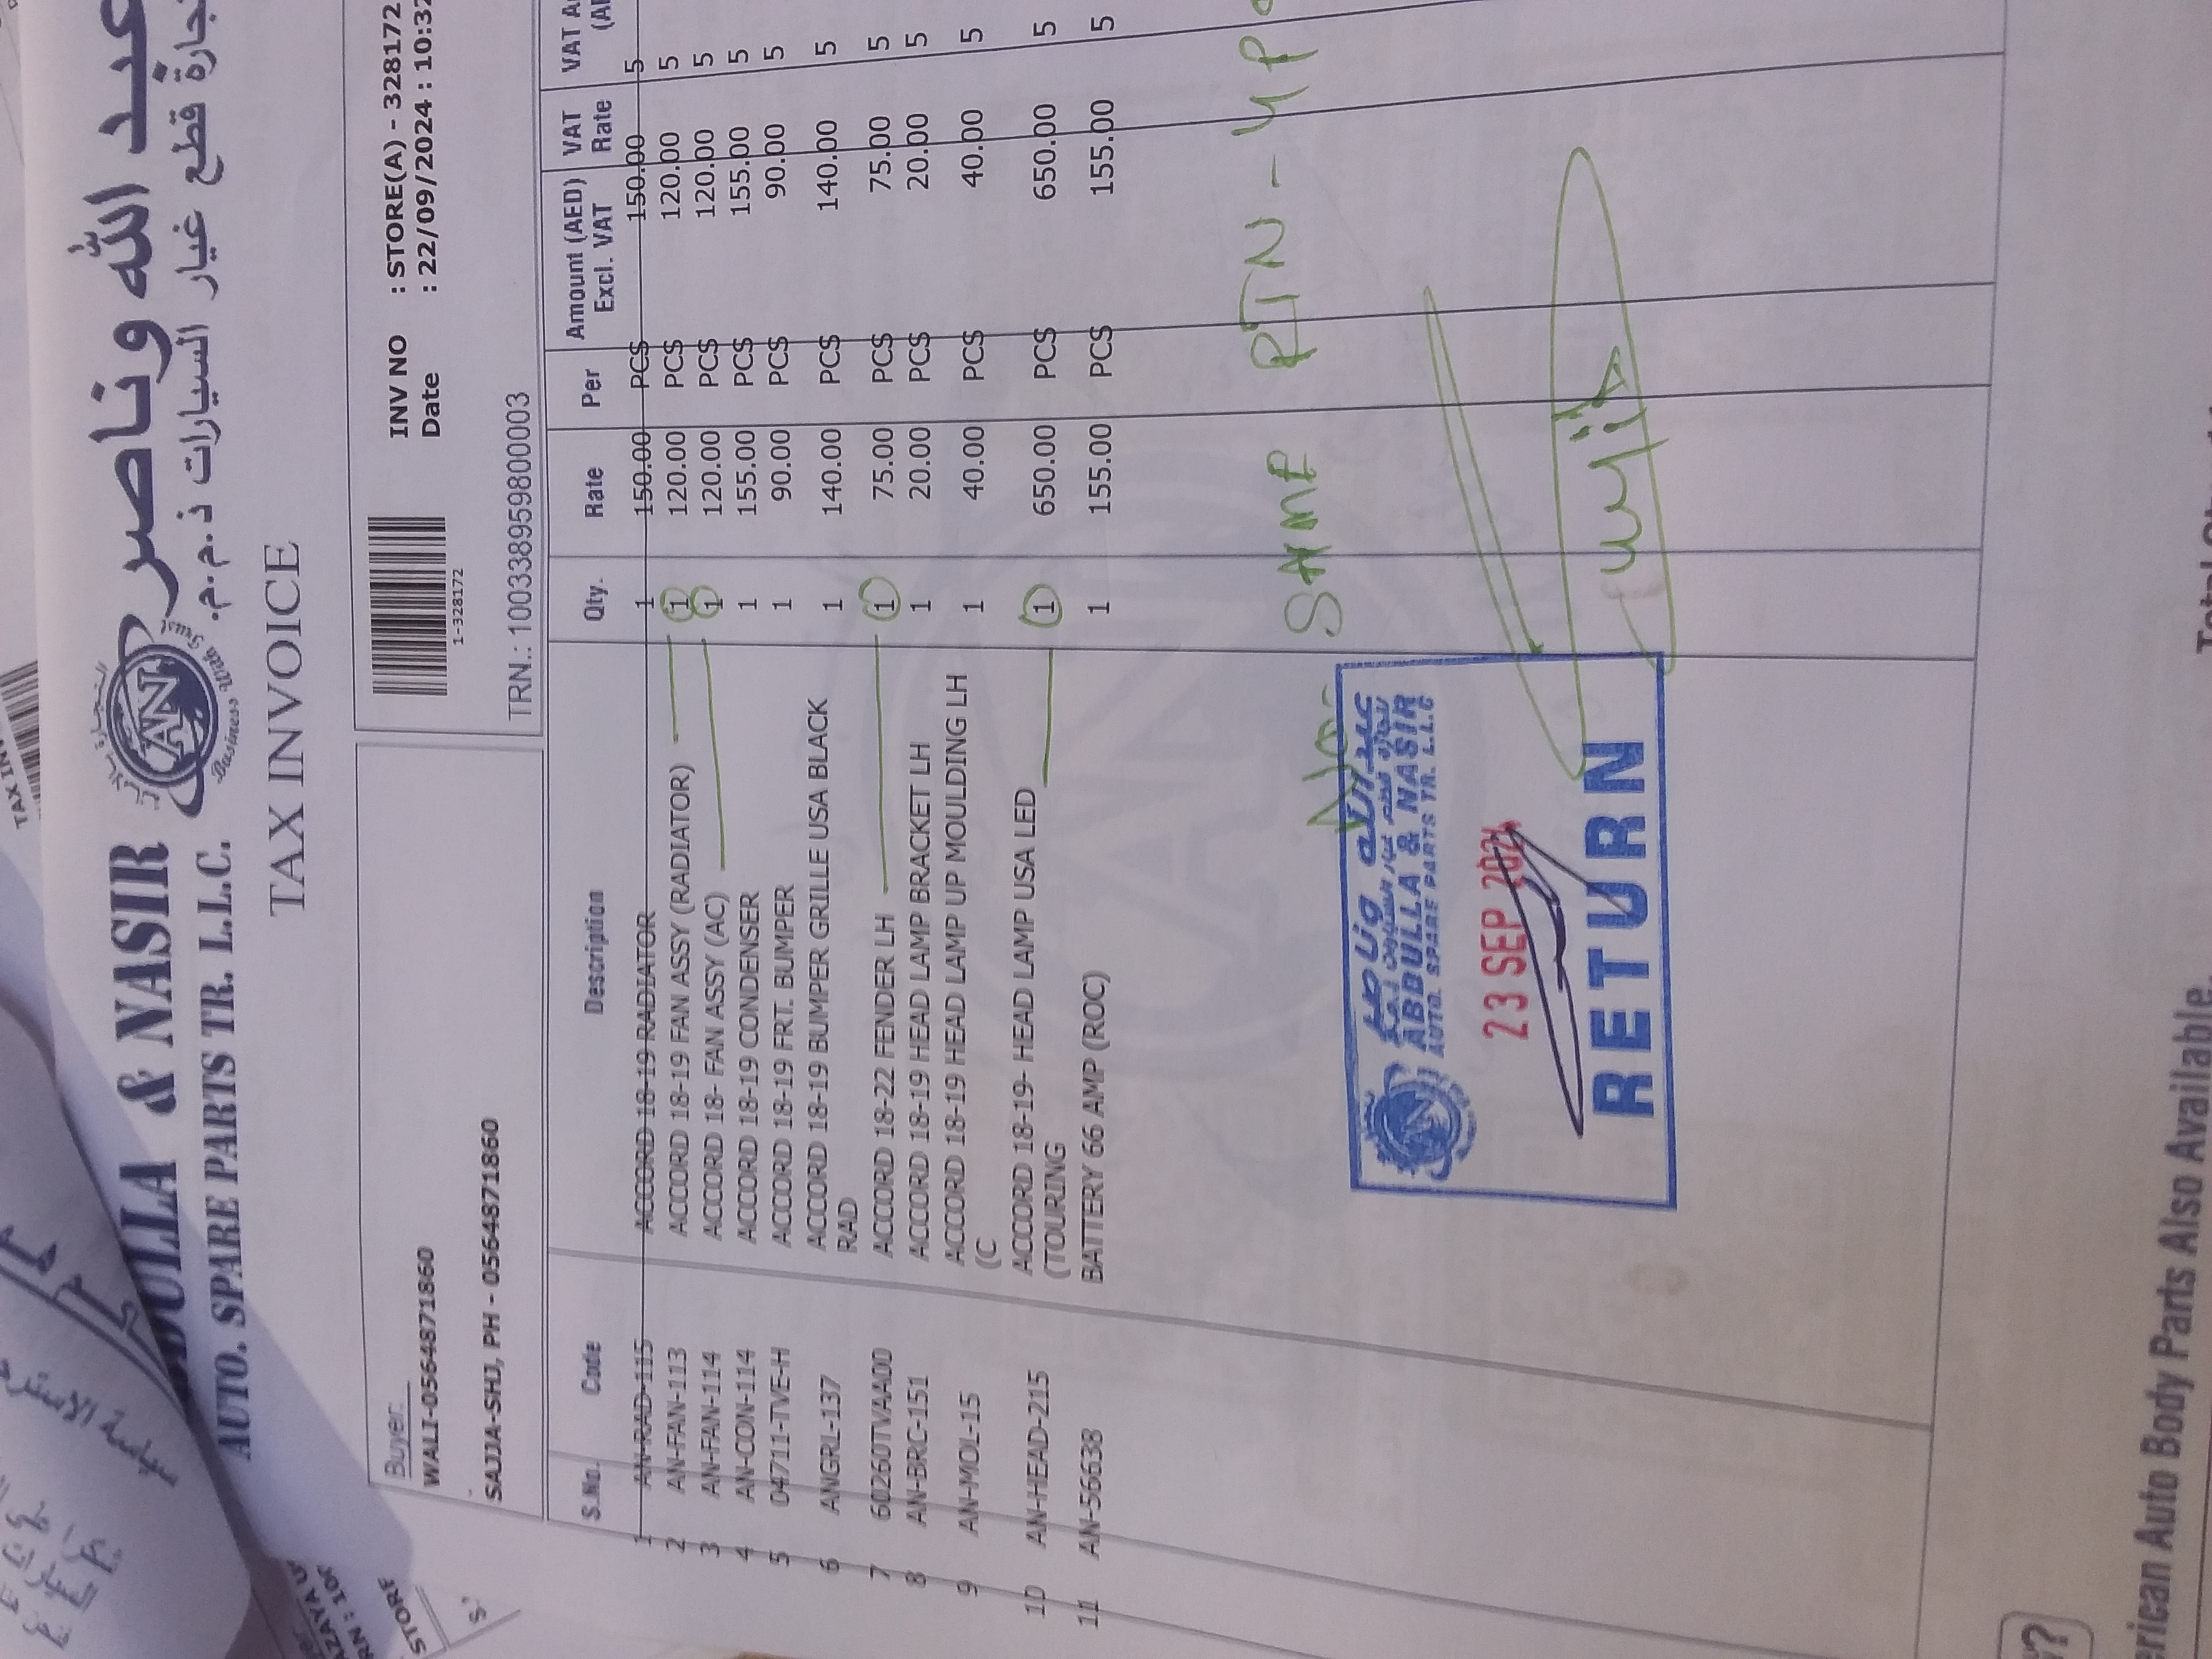 عبد الله وناصر
ABDULLA & NASIR
AN
Business With
تجارة قطع غيار السيارات ذ.م.م.
AUTO. SPARE PARTS TR. L.L.C.
TAX INVOICE
Buyer:
WALI-0564871860
SAJJA-SHJ, PH - 0564871860
1-328172
INV NO : STORE(A) - 328172
Date : 22/09/2024 : 10:32
TRN.: 100338959800003
S.No. Code Description Qty. Rate Per Amount (AED) Excl. VAT VAT Rate VAT
1 AN-RAD-115 ACCORD 18-19 RADIATOR 1 150.00 PCS 150.00 5
2 AN-FAN-113 ACCORD 18-19 FAN ASSY (RADIATOR) 1 120.00 PCS 120.00 5
3 AN-FAN-114 ACCORD 18- FAN ASSY (AC) 1 120.00 PCS 120.00 5
4 AN-CON-114 ACCORD 18-19 CONDENSER 1 155.00 PCS 155.00 5
5 04711-TVE-H ACCORD 18-19 FRT. BUMPER 1 90.00 PCS 90.00 5
6 ANGRL-137 ACCORD 18-19 BUMPER GRILLE USA BLACK 1 140.00 PCS 140.00 5
RAD
7 60260TVAA00 ACCORD 18-22 FENDER LH 1 75.00 PCS 75.00 5
8 AN-BRC-151 ACCORD 18-19 HEAD LAMP BRACKET LH 1 20.00 PCS 20.00 5
9 AN-MOL-15 ACCORD 18-19 HEAD LAMP UP MOULDING LH 1 40.00 PCS 40.00 5
(C
10 AN-HEAD-215 ACCORD 18-19- HEAD LAMP USA LED 1 650.00 PCS 650.00 5
(TOURING
11 AN-56638 BATTERY 66 AMP (ROC) 1 155.00 PCS 155.00 5
RTN - 4 P
ABDULLA & NASIR
AUTO. SPARE PARTS TR. L.L.C
23 SEP 2024
RETURN
erican Auto Body Parts Also Available.
سياسة
STORE